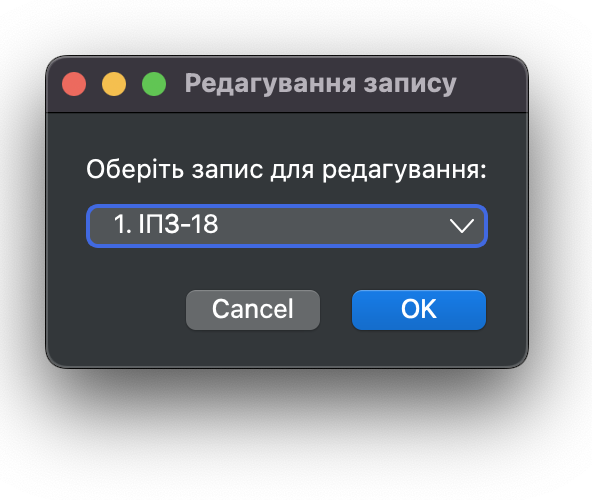 Редагування запису
Оберіть запис для редагування:
1. ІПЗ-18
Cancel
OK